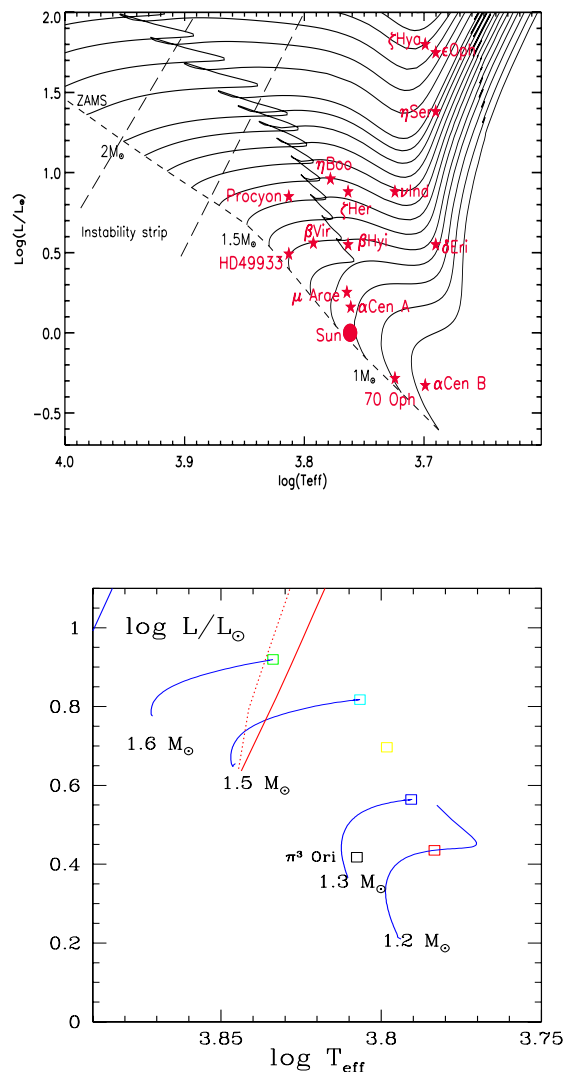 2.0
ζHya
εOph
1.5
ηSer
ZAMS
2M⊙
ηBoo
1.0
Procyon
νInd
ζHer
Instability strip
1.5M⊙
βVir
βHyi
δEri
0.5
HD49933
μ Arae
αCen A
Sun
0.0
1M⊙
αCen B
70 Oph
-0.5
Log(L/L⊙)
4.0 3.9 3.8 3.7
log(Teff)
log L/L⊙
1
0.8
1.6 M⊙
1.5 M⊙
0.6
0.4
π³ Ori
1.3 M⊙
1.2 M⊙
0.2
0
3.85 3.8 3.75
log Teff